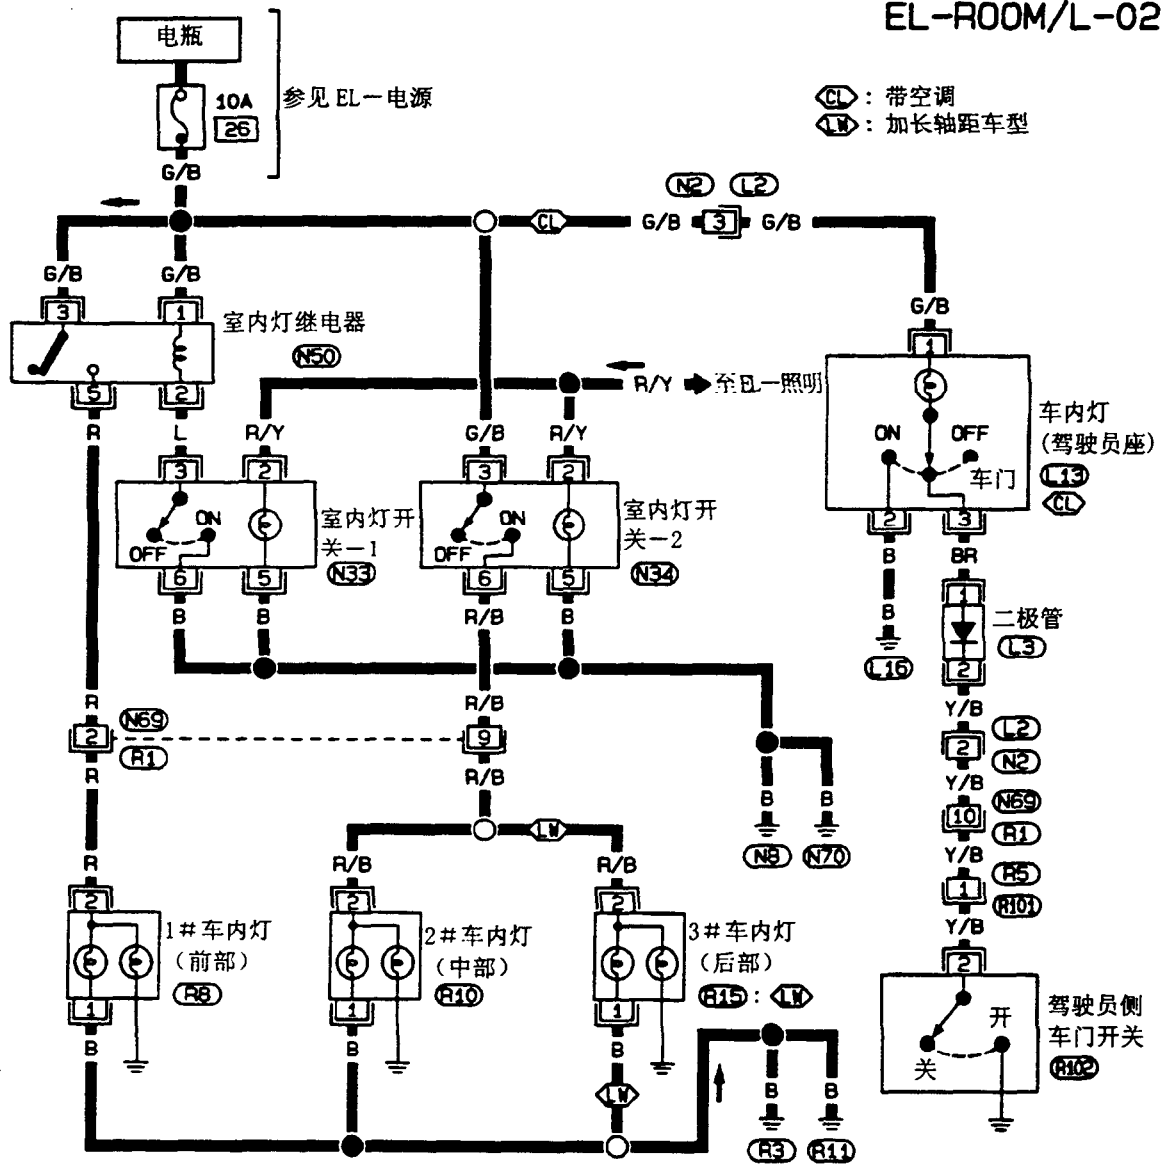 EL-ROOM/L-02
电瓶
10A
26
参见EL一电源
CL : 带空调
LW : 加长轴距车型
G/B
N2 L2
CL G/B 3 G/B
G/B G/B G/B
3 1
室内灯继电器
N50
5 2
1
R/Y 至EL一照明
车内灯
(驾驶员座)
L13
CL
ON OFF
车门
2 3
R L R/Y G/B R/Y
3 2 3 2
ON
OFF
室内灯开
关－1
N33
ON
OFF
室内灯开
关－2
N34
6 5 6 5
B B R/B B
B BR
B
L16
1
二极管
L3
2
Y/B
R R/B
N69
2 9
R1
R R/B
L2
2
N2
Y/B
N69
10
R1
Y/B
R5
1
R101
Y/B
B B
N8 N70
LW
R R/B R/B
2 2 2
1#车内灯
(前部)
R8
2#车内灯
(中部)
R10
3#车内灯
(后部)
R15 : LW
1 1 1
B B B
LW
B B
R3 R11
2
开
关
驾驶员侧
车门开关
R102